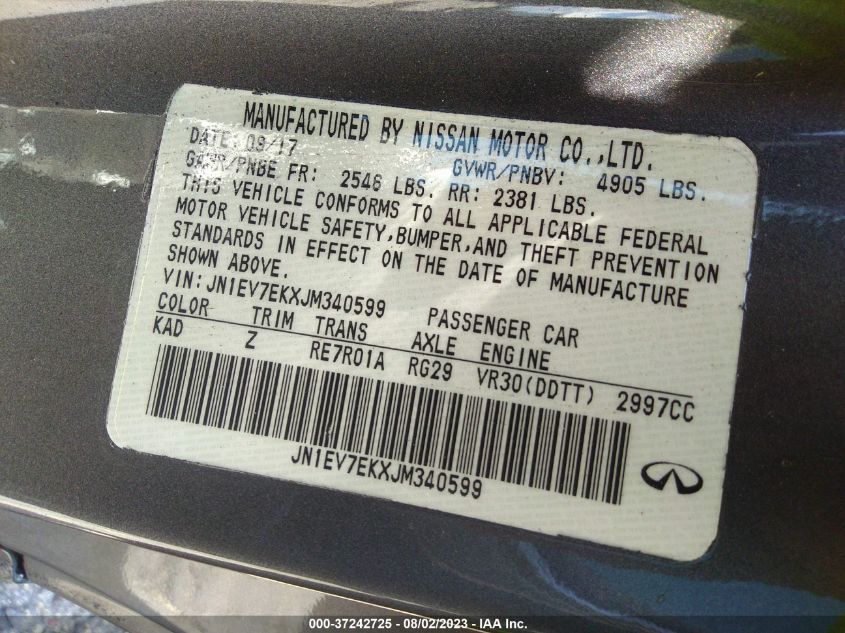 MANUFACTURED BY NISSAN MOTOR CO.,LTD.
DATE: 09/17 GVWR/PNBV: 4905 LBS.
GAWR/PNBE FR: 2546 LBS. RR: 2381 LBS.
THIS VEHICLE CONFORMS TO ALL APPLICABLE FEDERAL
MOTOR VEHICLE SAFETY,BUMPER,AND THEFT PREVENTION
STANDARDS IN EFFECT ON THE DATE OF MANUFACTURE
SHOWN ABOVE.
VIN:JN1EV7EKXJM340599 PASSENGER CAR
COLOR TRIM TRANS AXLE ENGINE
KAD Z RE7R01A RG29 VR30(DDTT) 2997CC
JN1EV7EKXJM340599
000-37242725 - 08/02/2023 - IAA Inc.